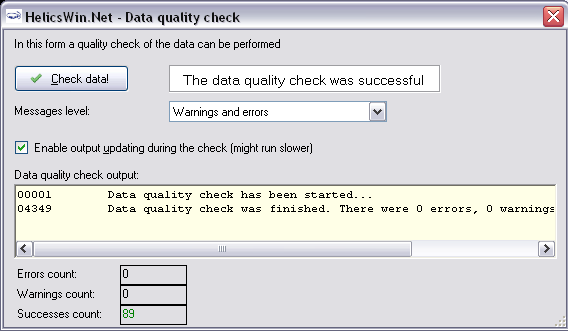 HelicsWin.Net - Data quality check
In this form a quality check of the data can be performed
Check data!
The data quality check was successful
Messages level:
Warnings and errors
Enable output updating during the check (might run slower)
Data quality check output:
00001 Data quality check has been started...
04349 Data quality check was finished. There were 0 errors, 0 warnings
Errors count: 0
Warnings count: 0
Successes count: 89